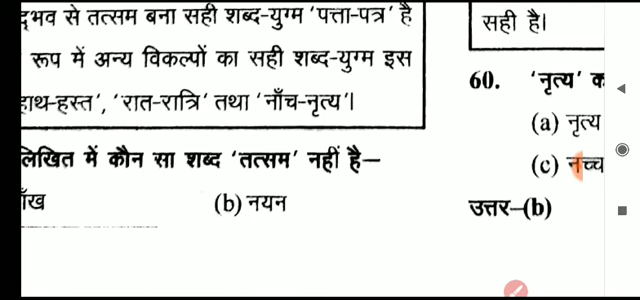 द्भव से तत्सम बना सही शब्द-युग्म 'पत्ता-पत्र' है
रूप में अन्य विकल्पों का सही शब्द-युग्म इस
हाथ-हस्त', 'रात-रात्रि' तथा 'नाँच-नृत्य'।
लिखित में कौन सा शब्द 'तत्सम' नहीं है–
ाँख (b) नयन
सही है।
60. 'नृत्य' क
(a) नृत्य
(c) नच्च
उत्तर–(b)